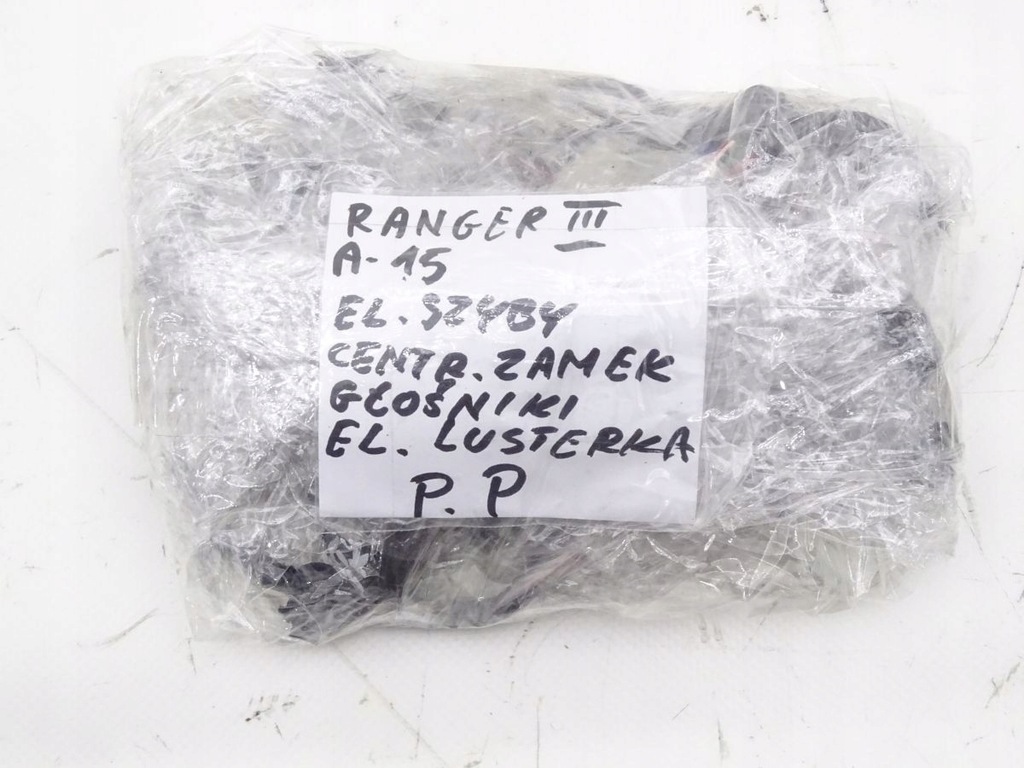 RANGER III
A-15
EL. SZYBY
CENTR. ZAMEK
GŁOŚNIKI
EL. LUSTERKA
P. P